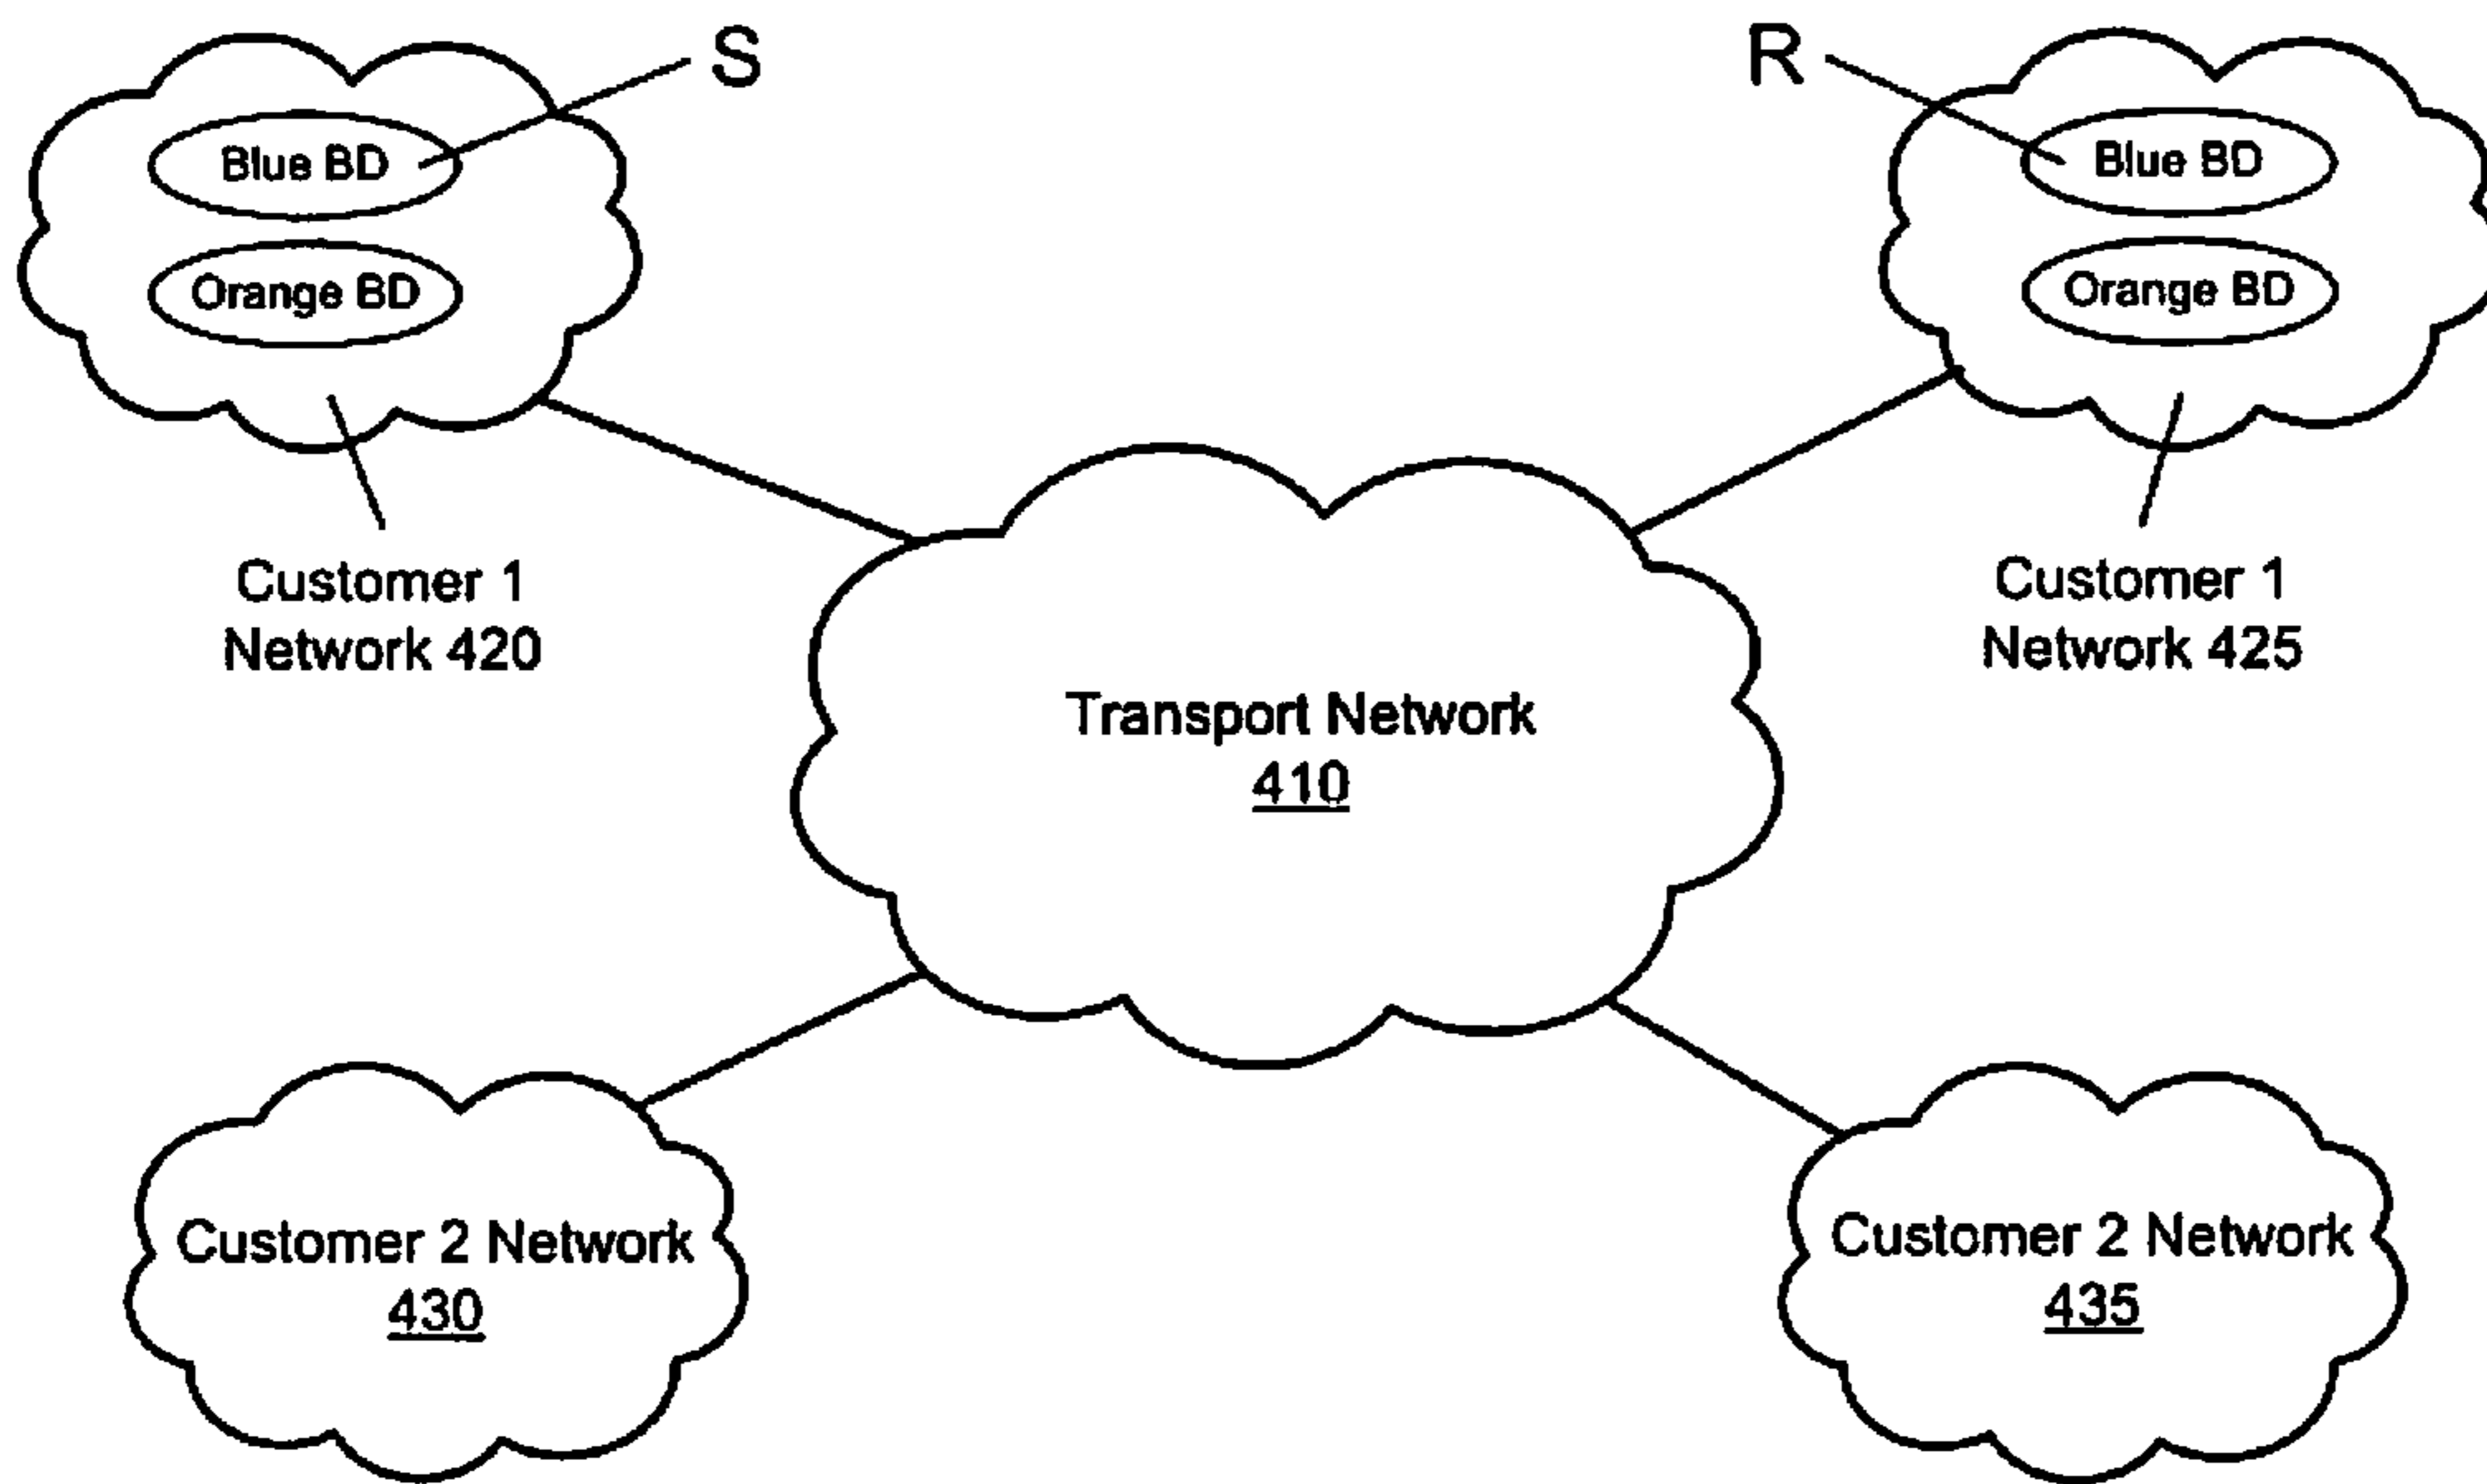 S
R
Blue BD
Orange BD
Blue BD
Orange BD
Customer 1
Network 420
Customer 1
Network 425
Transport Network
410
Customer 2 Network
430
Customer 2 Network
435